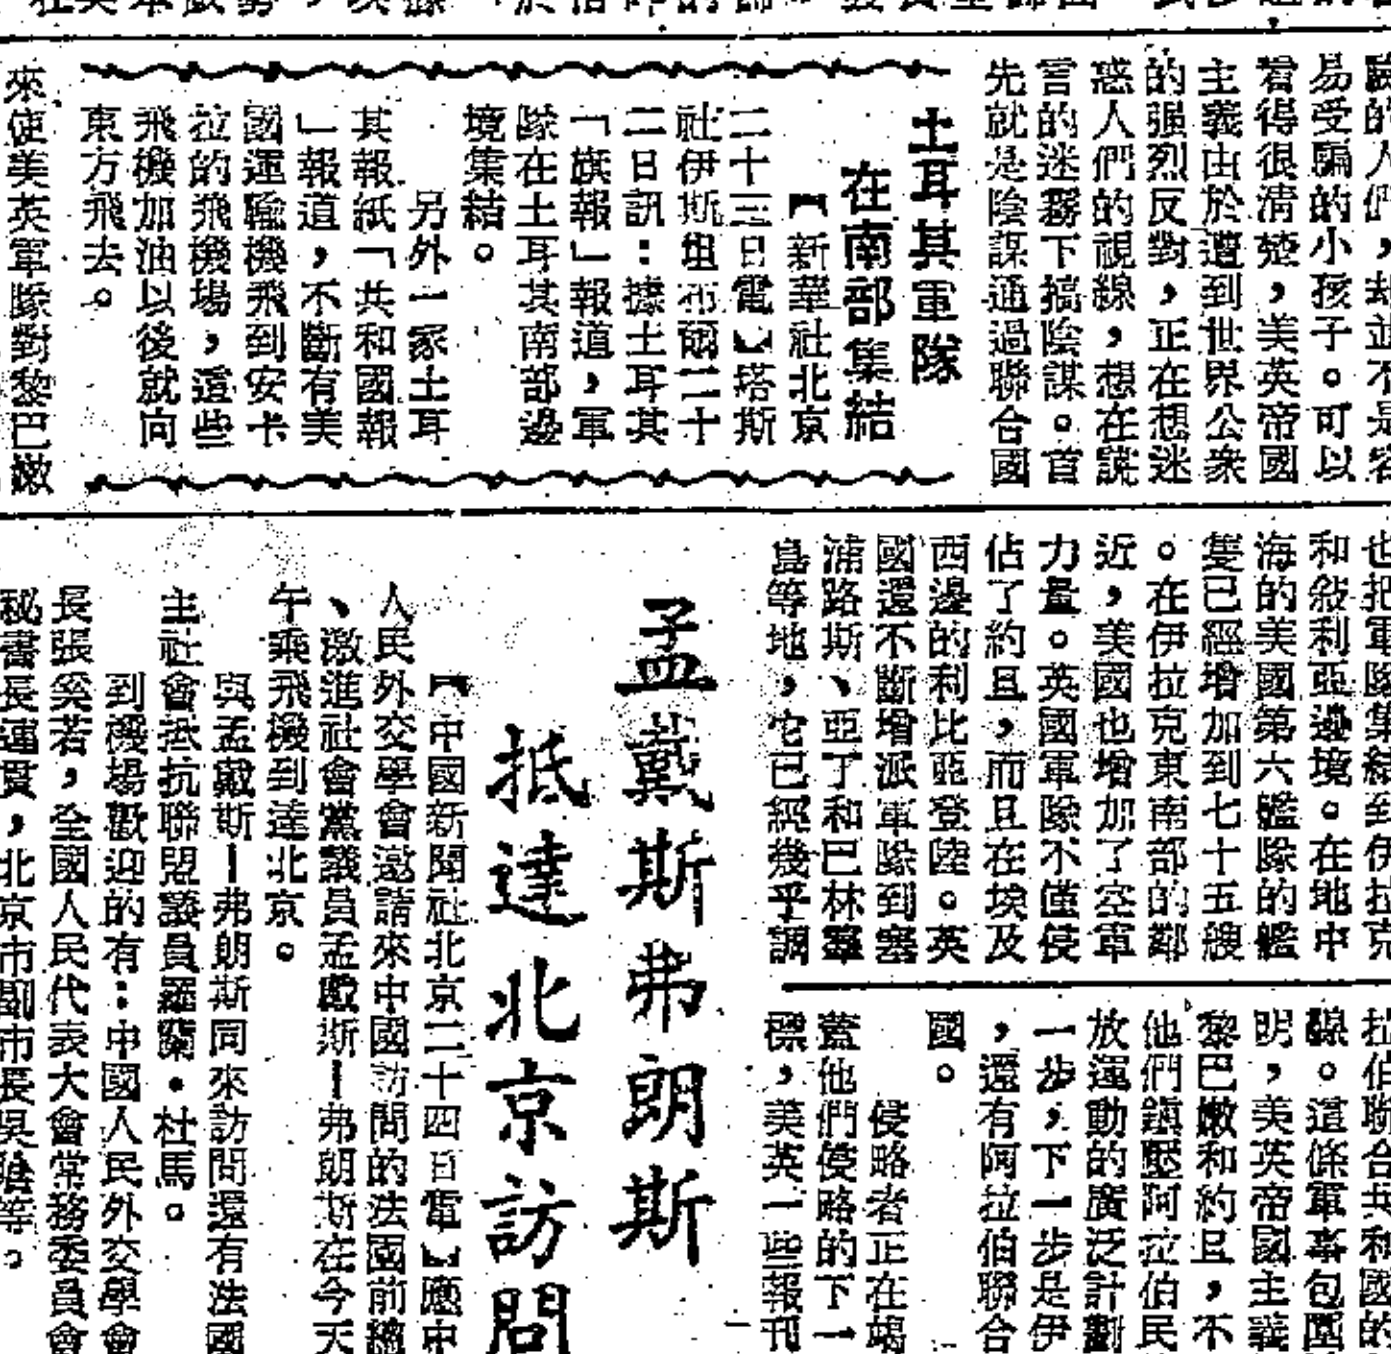 的人們，却並不是容
易受騙的小孩子。可以
看得很清楚，美英帝國
主義由於遭到世界公衆
的强烈反對，正在想迷
惑人們的視線，想在謊
言的迷霧下搞陰謀。首
先就是陰謀通過聯合國
土耳其軍隊
在南部集結
【新華社北京
二十三日電】塔斯
社伊斯坦布爾二十
二日訊：據土耳其
「旗報」報道，軍
隊在土耳其南部邊
境集結。
另外一家土耳
其報紙「共和國報
」報道，不斷有美
國運輸機飛到安卡
拉的飛機場，這些
飛機加油以後就向
東方飛去。
來使美英軍隊對黎巴嫩
也把軍隊集結到伊拉克
和敍利亞邊境。在地中
海的美國第六艦隊的艦
隻已經增加到七十五艘
。在伊拉克東南部的鄰
近，美國也增加了空軍
力量。英國軍隊不僅侵
佔了約旦，而且在埃及
西邊的利比亞登陸。英
國還不斷增派軍隊到塞
浦路斯、亞丁和巴林羣
島等地，它已經幾乎調
拉伯聯合共和國的
線。這條軍事包圍
明，美英帝國主義
黎巴嫩和約旦，不
他們鎮壓阿拉伯民
放運動的廣泛計劃
一步，下一步是伊
，還有阿拉伯聯合
國。
侵略者正在竭
蓋他們侵略的下一
標，美英一些報刊
孟戴斯弗朗斯
抵達北京訪問
【中國新聞社北京二十四日電】應中
人民外交學會邀請來中國訪問的法國前總
、激進社會黨議員孟戴斯—弗朗斯在今天
午乘飛機到達北京。
與孟戴斯—弗朗斯同來訪問還有法國
主社會抵抗聯盟議員羅蘭・杜馬。
到機場歡迎的有：中國人民外交學會
長張奚若，全國人民代表大會常務委員會
秘書長連貫，北京市副市長吳晗等。